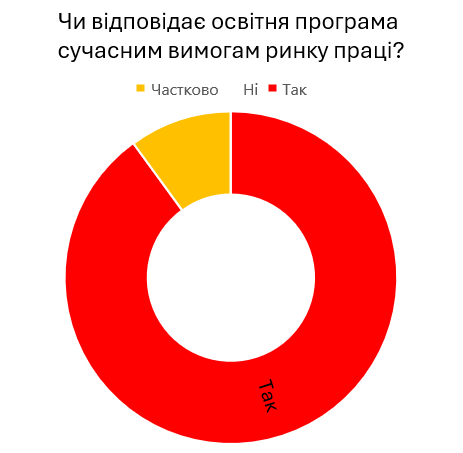 Чи відповідає освітня програма
сучасним вимогам ринку праці?
Частково Ні Так
Так